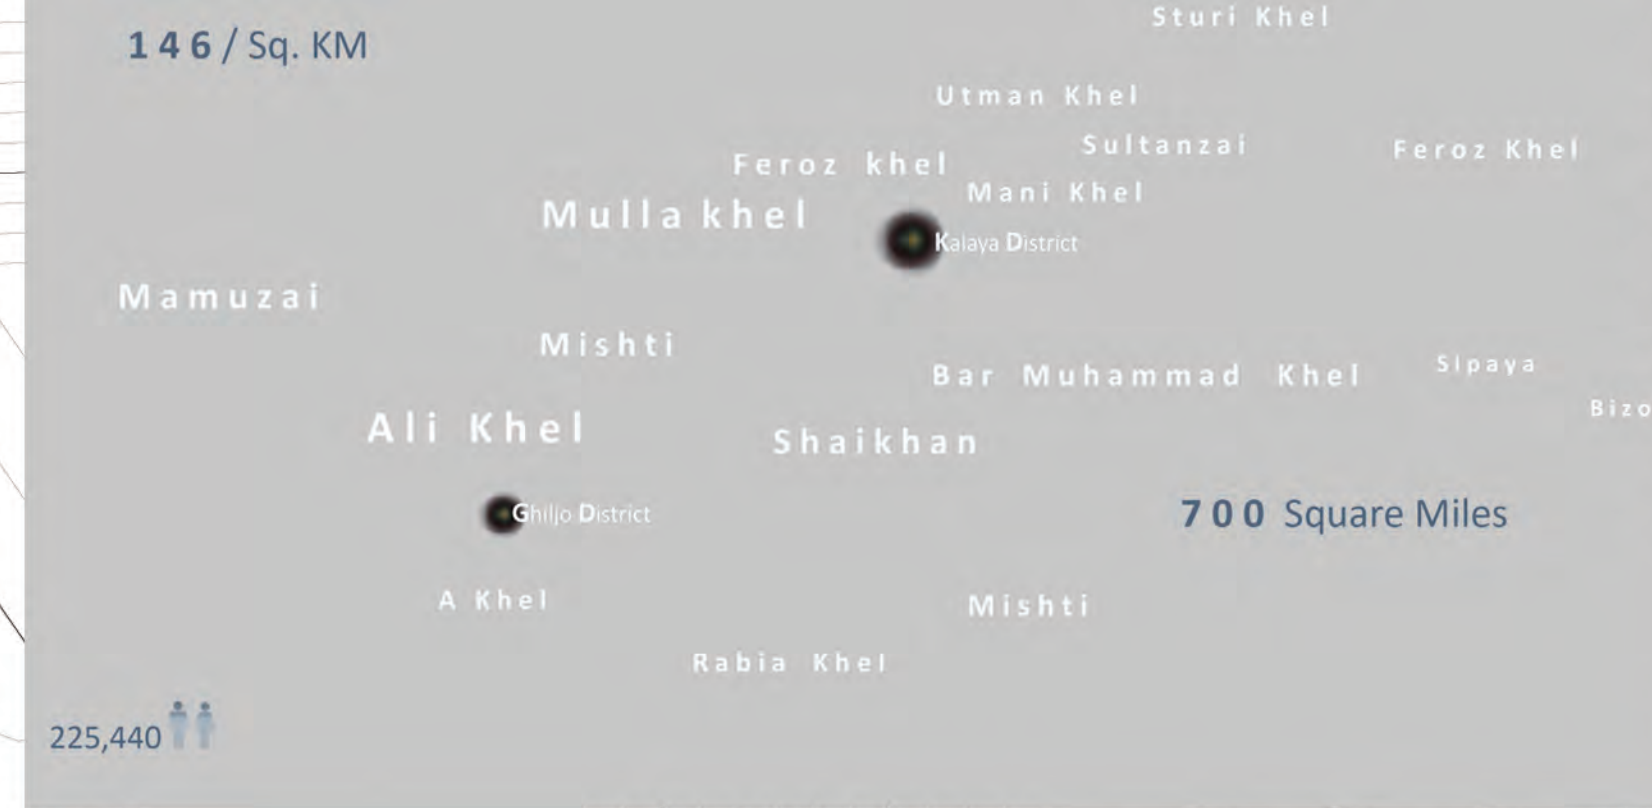 Sturi Khel
146/ Sq. KM
Utman Khel
Sultanzai
Feroz Khel
Feroz khel
Mani Khel
Mulla khel
Kalaya District
Mamuzai
Mishti
Bar Muhammad Khel
Sipaya
Bizo
Ali Khel
Shaikhan
Ghiljo District
700 Square Miles
A Khel
Mishti
Rabia Khel
225,440